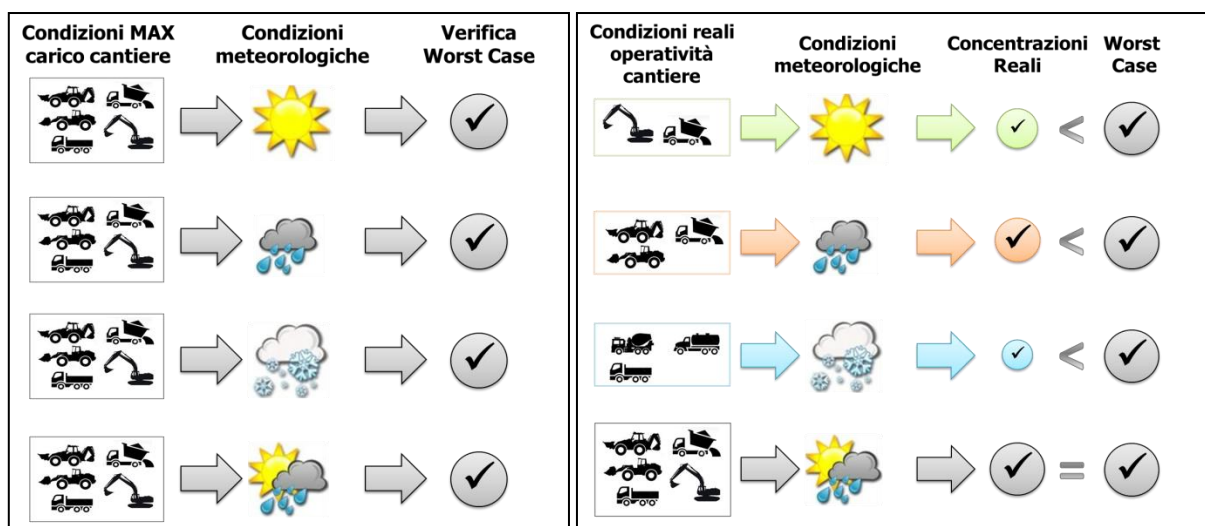 Condizioni MAX
carico cantiere
Condizioni
meteorologiche
Verifica
Worst Case
Condizioni reali
operatività
cantiere
Condizioni
meteorologiche
Concentrazioni
Reali
Worst
Case
<
<
<
=